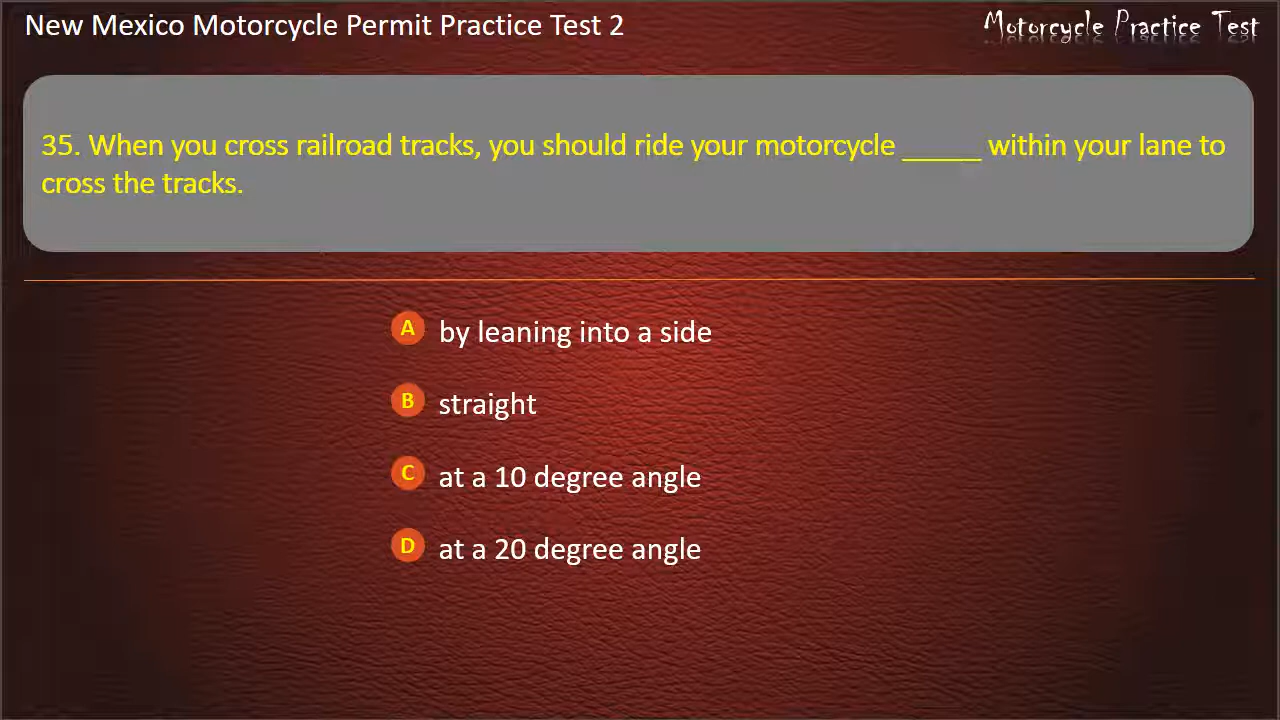 New Mexico Motorcycle Permit Practice Test 2
Motorcycle Practice Test
35. When you cross railroad tracks, you should ride your motorcycle _____ within your lane to
cross the tracks.
A by leaning into a side
B straight
C at a 10 degree angle
D at a 20 degree angle